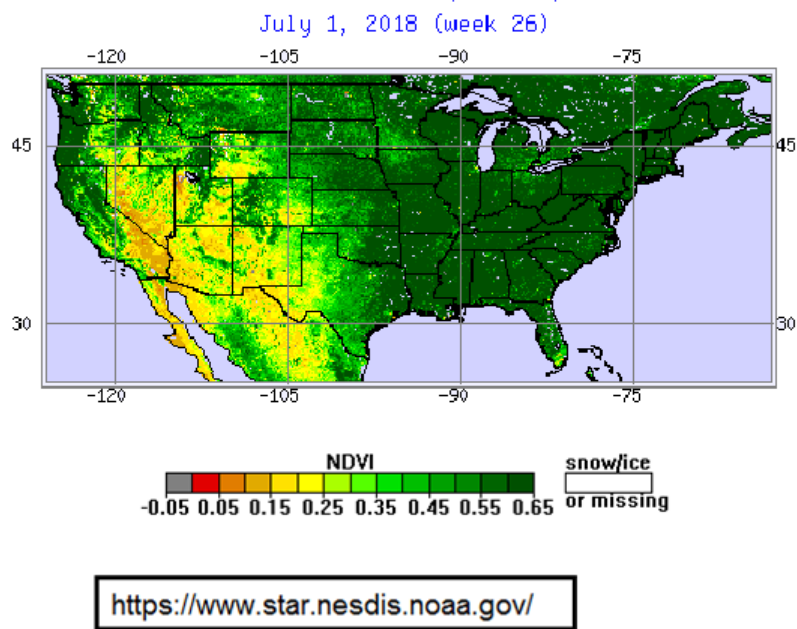 July 1, 2018 (week 26)
-120 -105 -90 -75
45 45
30 30
-120 -105 -90 -75
NDVI
-0.05 0.05 0.15 0.25 0.35 0.45 0.55 0.65
snow/ice
or missing
https://www.star.nesdis.noaa.gov/